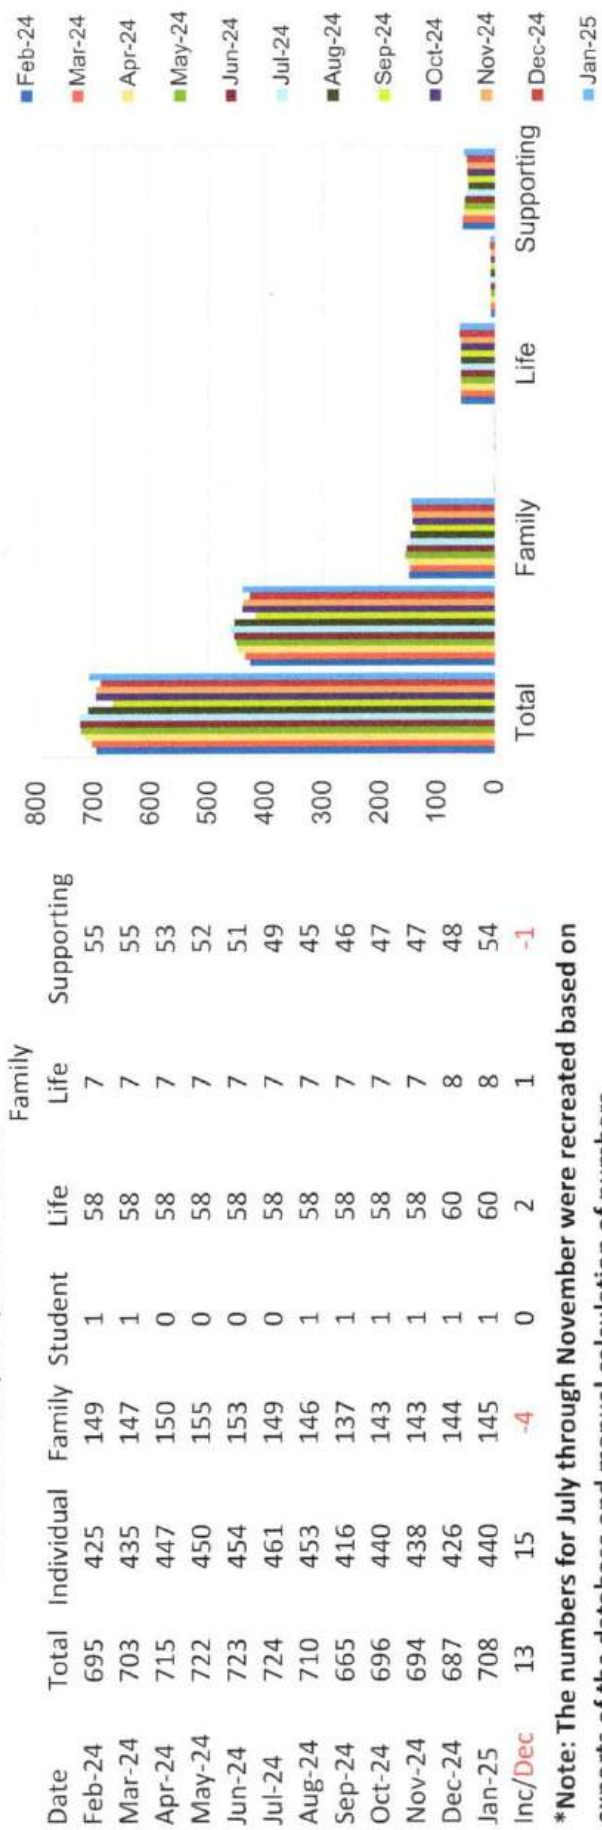 Family
Date Total Individual Family Student Life Life Supporting
Feb-24 695 425 149 1 58 7 55
Mar-24 703 435 147 1 58 7 55
Apr-24 715 447 150 0 58 7 53
May-24 722 450 155 0 58 7 52
Jun-24 723 454 153 0 58 7 51
Jul-24 724 461 149 0 58 7 49
Aug-24 710 453 146 1 58 7 45
Sep-24 665 416 137 1 58 7 46
Oct-24 696 440 143 1 58 7 47
Nov-24 694 438 143 1 58 7 47
Dec-24 687 426 144 1 60 8 48
Jan-25 708 440 145 1 60 8 54
Inc/Dec 13 15 -4 0 2 1 -1
*Note: The numbers for July through November were recreated based on
exports of the database and manual calculation of numbers
800
700
600
500
400
300
200
100
0
Total Family Life Supporting
Feb-24
Mar-24
Apr-24
May-24
Jun-24
Jul-24
Aug-24
Sep-24
Oct-24
Nov-24
Dec-24
Jan-25